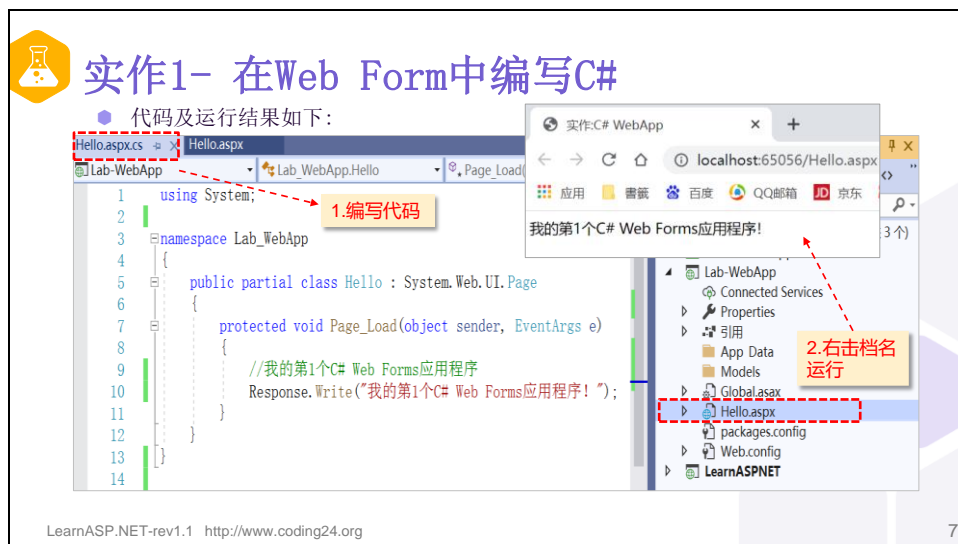 实作1- 在Web Form中编写C#
代码及运行结果如下:
Hello.aspx.cs
Hello.aspx
Lab-WebApp
Lab_WebApp.Hello
Page_Load(
1 using System;
2
3 namespace Lab_WebApp
4 {
5 public partial class Hello : System.Web.UI.Page
6 {
7 protected void Page_Load(object sender, EventArgs e)
8 {
9 //我的第1个C# Web Forms应用程序
10 Response.Write("我的第1个C# Web Forms应用程序! ");
11 }
12 }
13 }
14
1.编写代码
实作:C# WebApp
localhost:65056/Hello.aspx
应用 書籤 百度 QQ邮箱 JD 京东
我的第1个C# Web Forms应用程序!
3 个)
Lab-WebApp
Connected Services
Properties
引用
App Data
Models
Global.asax
Hello.aspx
packages.config
Web.config
LearnASPNET
2.右击档名
运行
LearnASP.NET-rev1.1 http://www.coding24.org
7